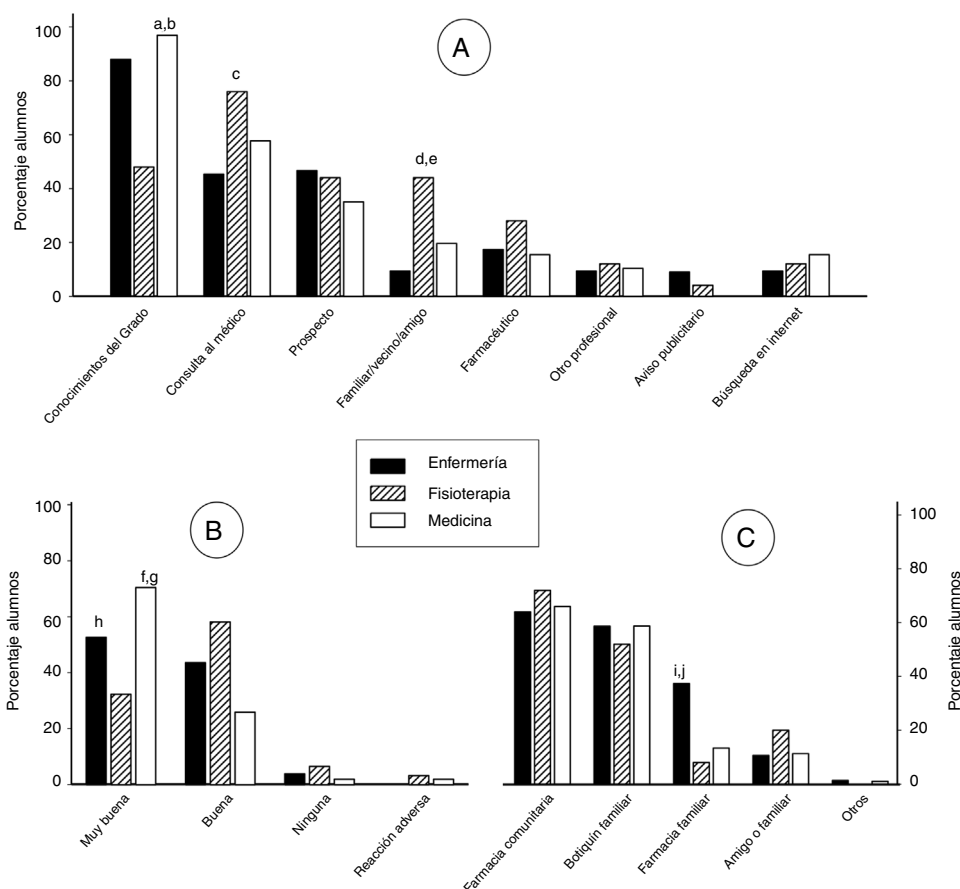 A
a,b
c
d,e
Porcentaje alumnos
100
80
60
40
20
0
Conocimientos del Grado
Consulta al médico
Prospecto
Familiar/vecino/amigo
Farmacéutico
Otro profesional
Aviso publicitario
Búsqueda en internet
Enfermería
Fisioterapia
Medicina
B
h
f,g
Porcentaje alumnos
100
80
60
40
20
0
Muy buena
Buena
Ninguna
Reacción adversa
C
i,j
100
80
60
40
20
0
Porcentaje alumnos
Farmacia comunitaria
Botiquín familiar
Farmacia familiar
Amigo o familiar
Otros